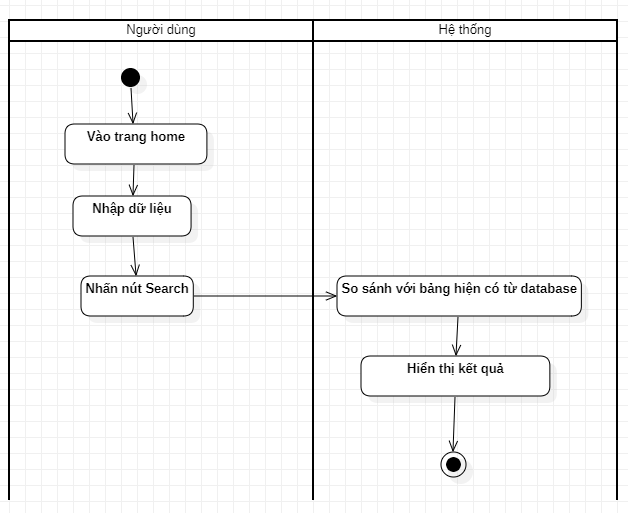 Người dùng
Hệ thống
Vào trang home
Nhập dữ liệu
Nhấn nút Search
So sánh với bảng hiện có từ database
Hiển thị kết quả